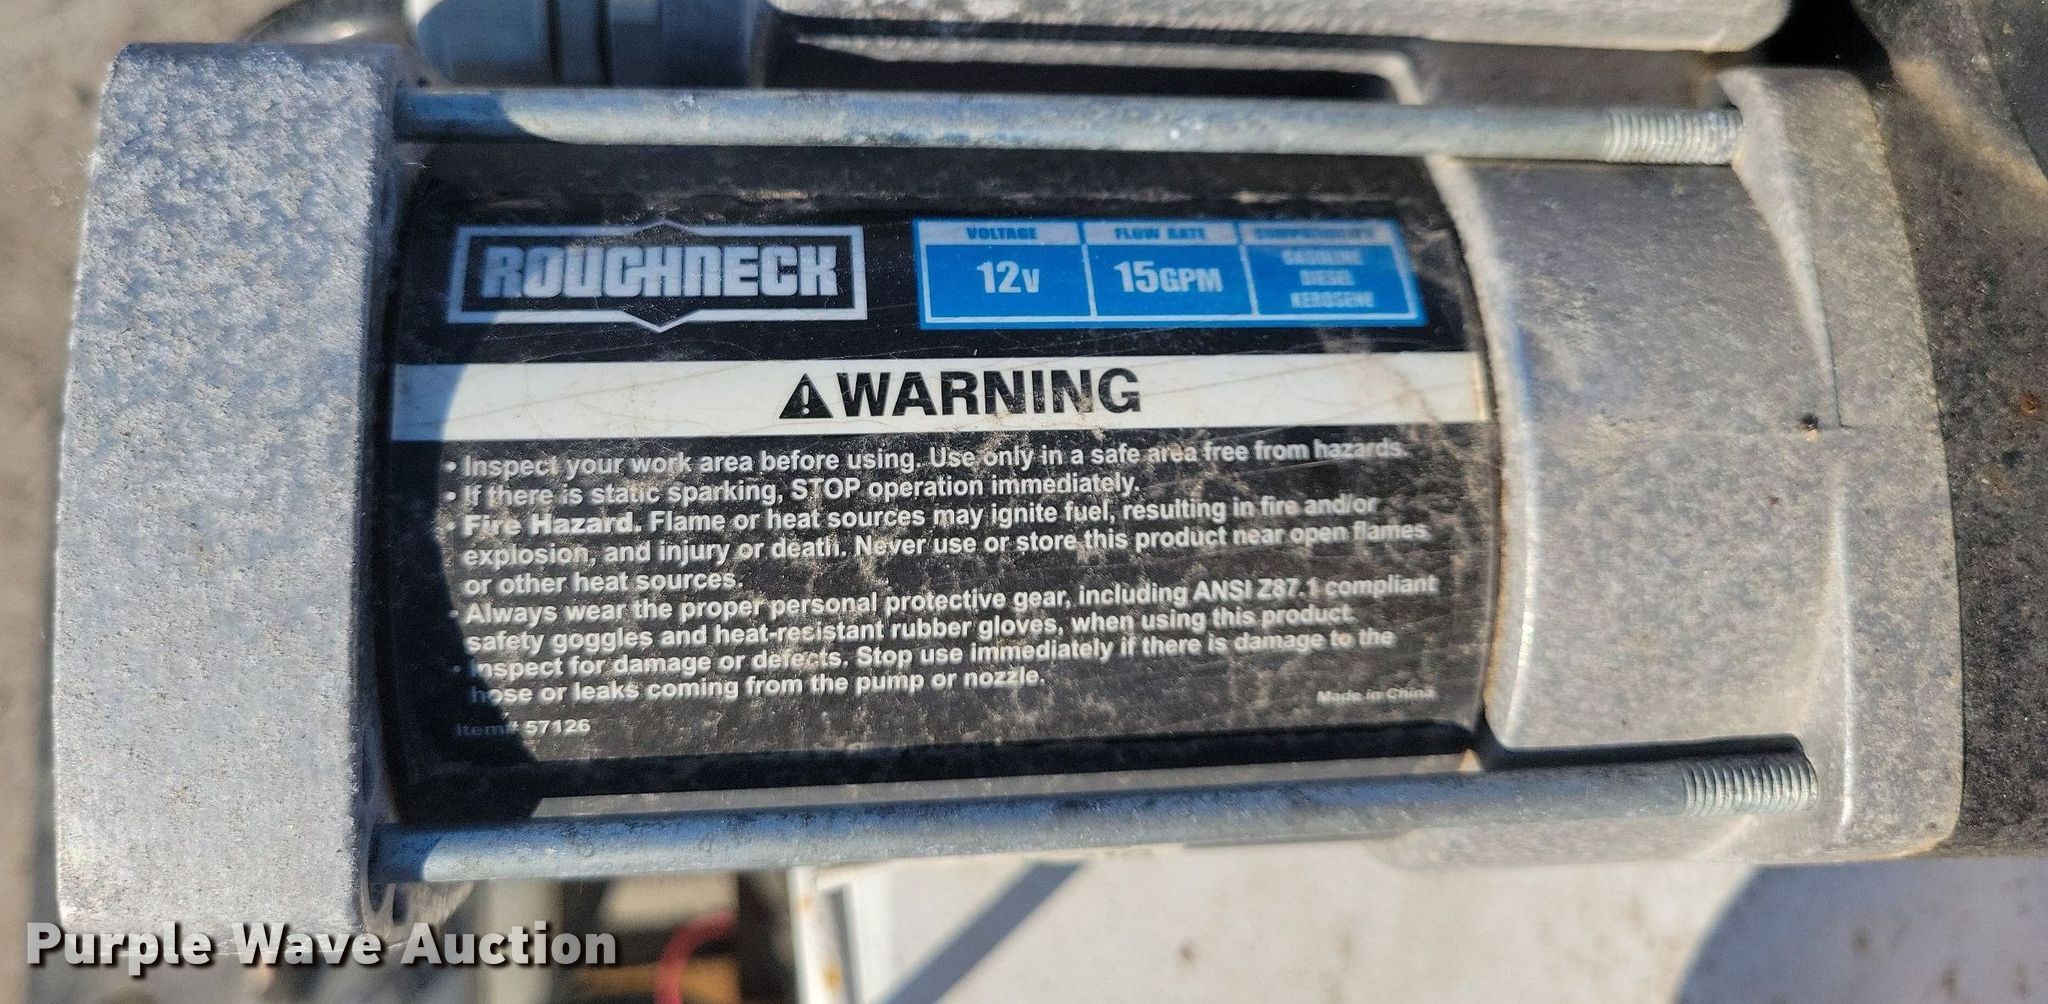 ROUGHNECK
VOLTAGE FLOW RATE COMPATIBILITY
12V 15GPM GASOLINE
DIESEL
KEROSENE
WARNING
• Inspect your work area before using. Use only in a safe area free from hazards.
• If there is static sparking, STOP operation immediately.
• Fire Hazard. Flame or heat sources may ignite fuel, resulting in fire and/or
explosion, and injury or death. Never use or store this product near open flames
or other heat sources.
• Always wear the proper personal protective gear, including ANSI Z87.1 compliant
safety goggles and heat-resistant rubber gloves, when using this product.
• Inspect for damage or defects. Stop use immediately if there is damage to the
hose or leaks coming from the pump or nozzle.
Made in China
Item# 57126
Purple Wave Auction